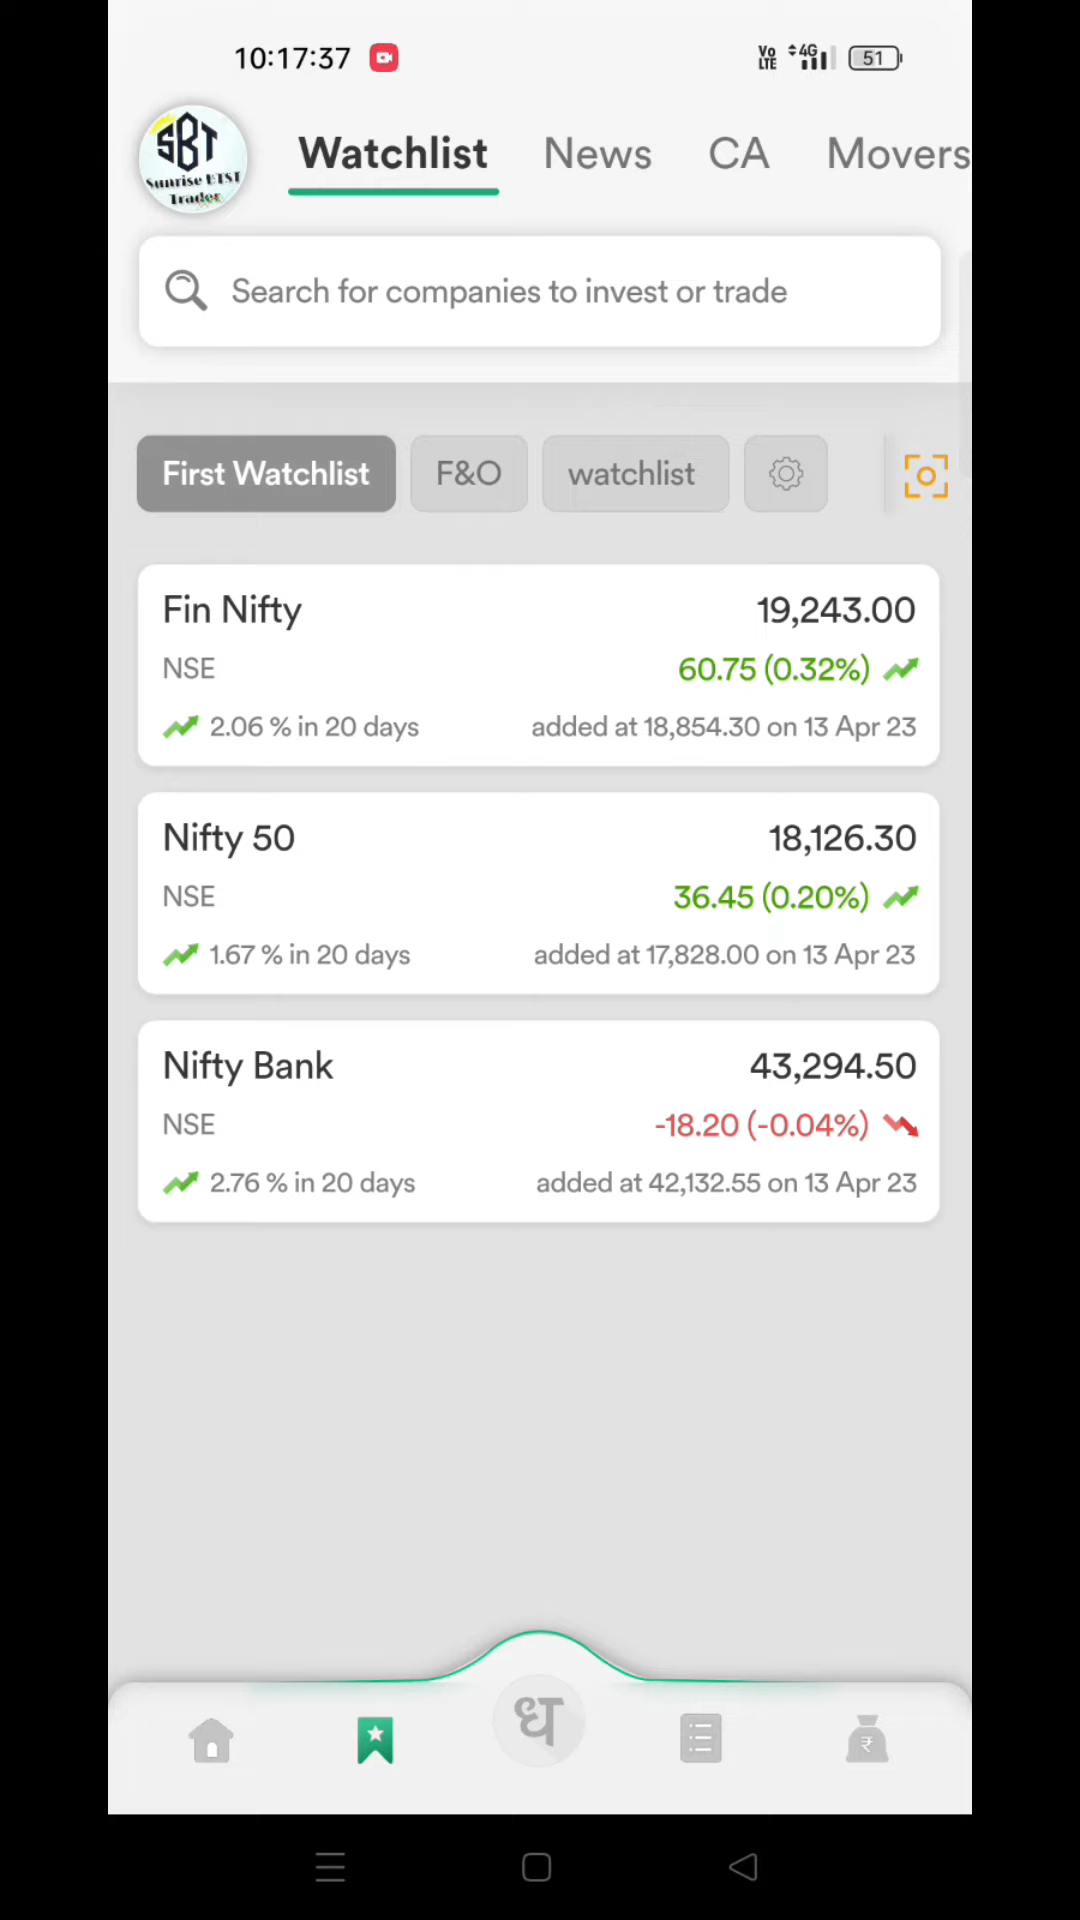 10:17:37
Vo LTE 4G 51
SBT
Sunrise BTST
Trader
Watchlist News CA Movers
Search for companies to invest or trade
First Watchlist F&O watchlist
Fin Nifty 19,243.00
NSE 60.75 (0.32%)
2.06 % in 20 days added at 18,854.30 on 13 Apr 23
Nifty 50 18,126.30
NSE 36.45 (0.20%)
1.67 % in 20 days added at 17,828.00 on 13 Apr 23
Nifty Bank 43,294.50
NSE -18.20 (-0.04%)
2.76 % in 20 days added at 42,132.55 on 13 Apr 23
ध
₹